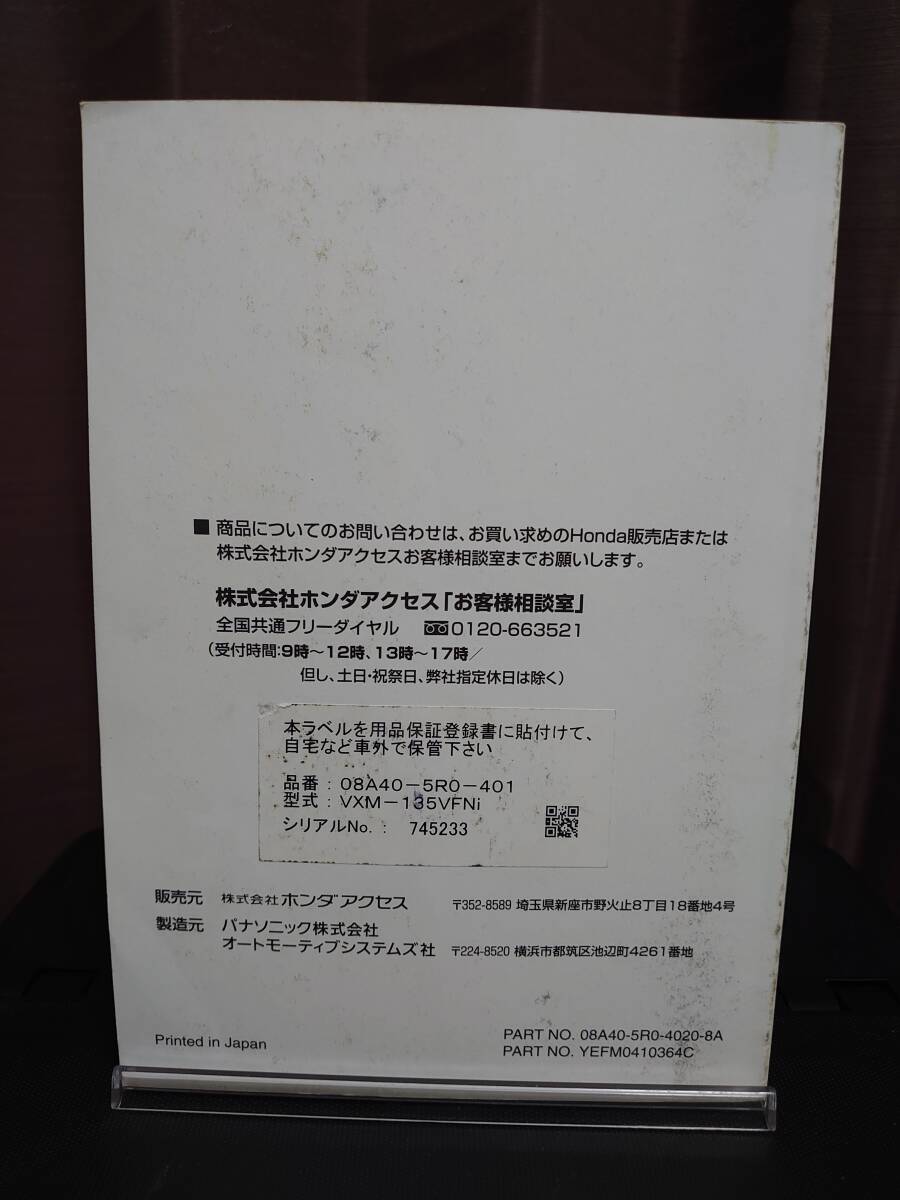 ■ 商品についてのお問い合わせは、お買い求めのHonda販売店または
株式会社ホンダアクセスお客様相談室までお願いします。
株式会社ホンダアクセス「お客様相談室」
全国共通フリーダイヤル 0120-663521
（受付時間:9時～12時、13時～17時／
但し、土日・祝祭日、弊社指定休日は除く）
本ラベルを用品保証登録書に貼付けて、
自宅など車外で保管下さい
品番 : 08A40-5R0-401
型式 : VXM-135VFNi
シリアルNo. : 745233
販売元 株式会社ホンダアクセス 〒352-8589 埼玉県新座市野火止8丁目18番地4号
製造元 パナソニック株式会社
オートモーティブシステムズ社 〒224-8520 横浜市都筑区池辺町4261番地
Printed in Japan PART NO. 08A40-5R0-4020-8A
PART NO. YEFM0410364C